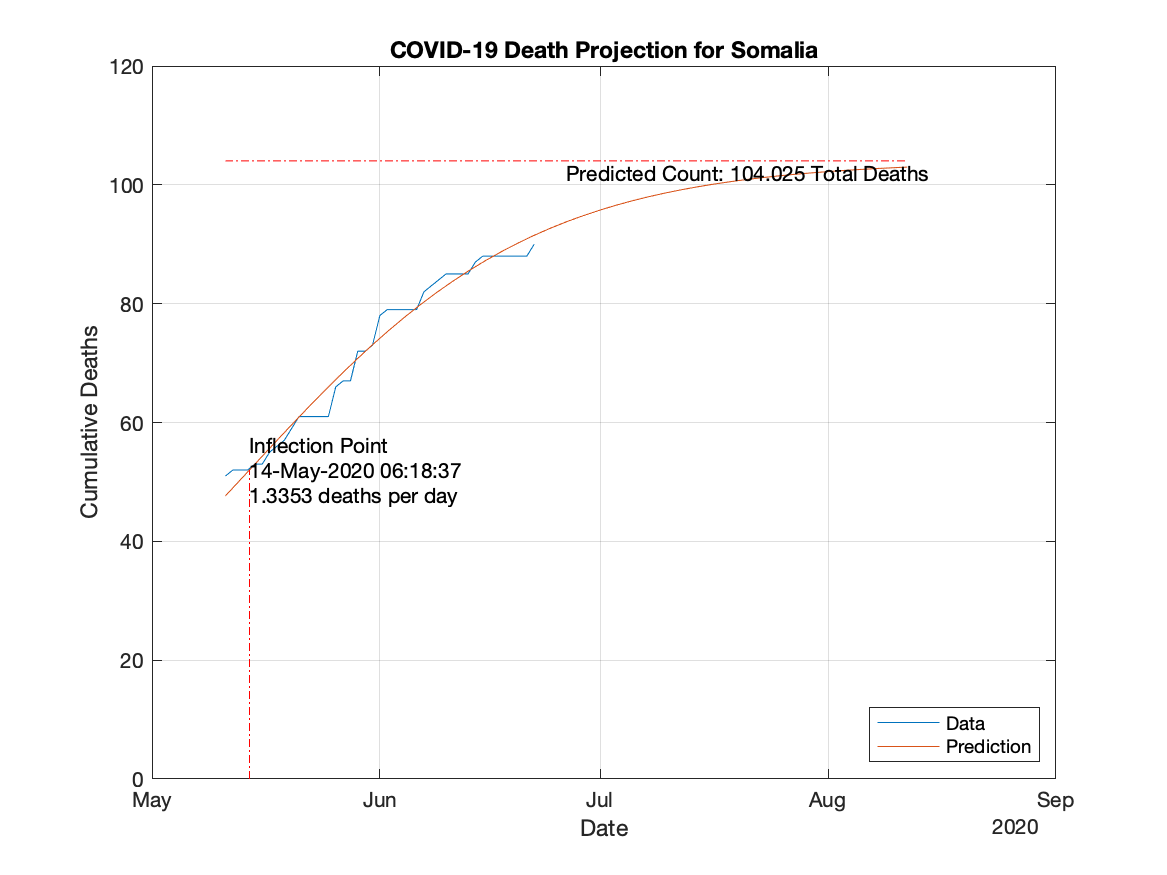 COVID-19 Death Projection for Somalia
120
100
80
60
40
20
0
Cumulative Deaths
Predicted Count: 104.025 Total Deaths
Inflection Point
14-May-2020 06:18:37
1.3353 deaths per day
Data
Prediction
May Jun Jul Aug Sep
Date
2020